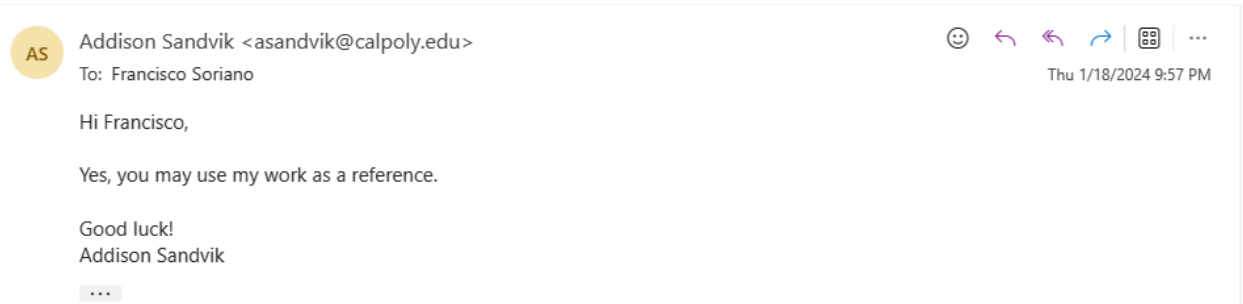 AS
Addison Sandvik <asandvik@calpoly.edu>
To: Francisco Soriano
Thu 1/18/2024 9:57 PM
Hi Francisco,
Yes, you may use my work as a reference.
Good luck!
Addison Sandvik